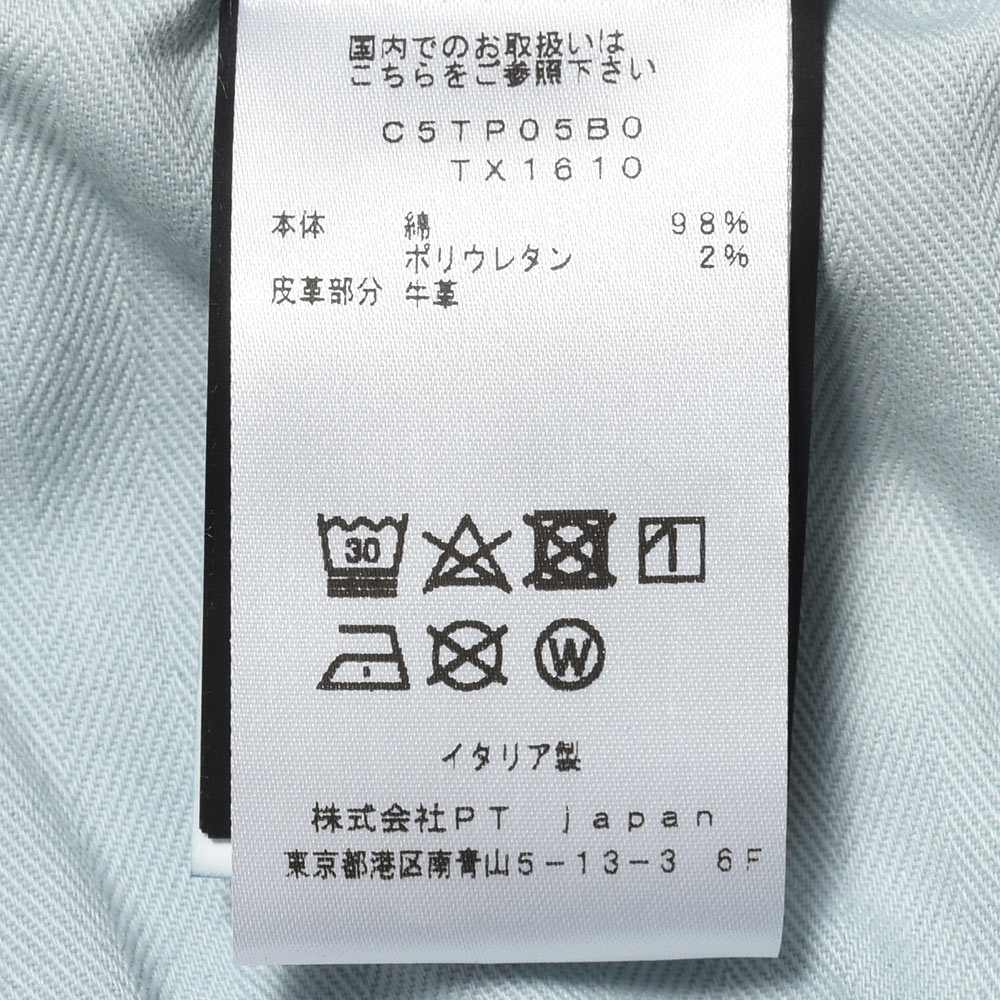 国内でのお取扱いは
こちらをご参照下さい
C5TP05B0
TX1610
本体 綿 98%
ポリウレタン 2%
皮革部分 牛革
30
W
イタリア製
株式会社PT japan
東京都港区南青山5-13-3 6F